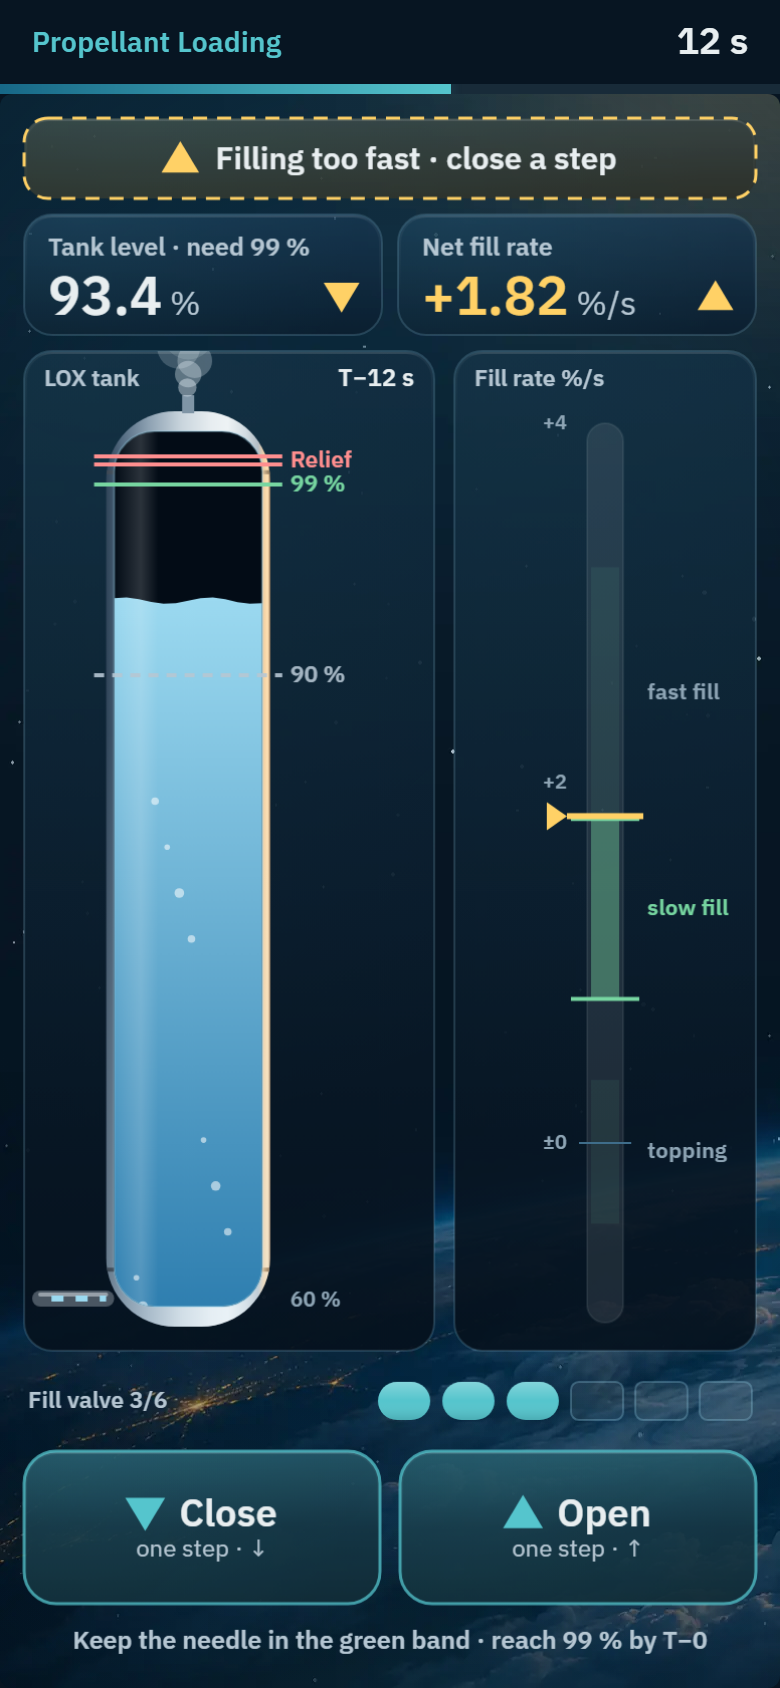 Propellant Loading
12 s
Filling too fast · close a step
Tank level · need 99 %
93.4 %
Net fill rate
+1.82 %/s
LOX tank
T−12 s
Relief
99 %
90 %
60 %
Fill rate %/s
+4
fast fill
+2
slow fill
±0
topping
Fill valve 3/6
Close
one step · ↓
Open
one step · ↑
Keep the needle in the green band · reach 99 % by T−0